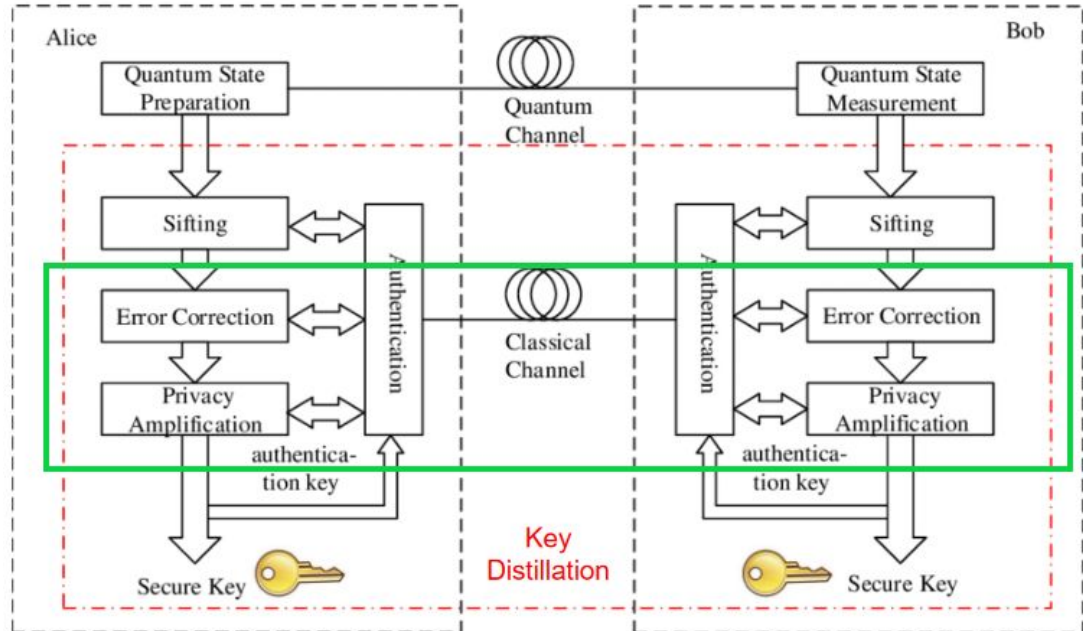 Alice
Bob
Quantum State
Preparation
Quantum
Channel
Quantum State
Measurement
Sifting
Authentication
Authentication
Sifting
Error Correction
Classical
Channel
Error Correction
Privacy
Amplification
Privacy
Amplification
authentica-
tion key
authentica-
tion key
Key
Distillation
Secure Key
Secure Key